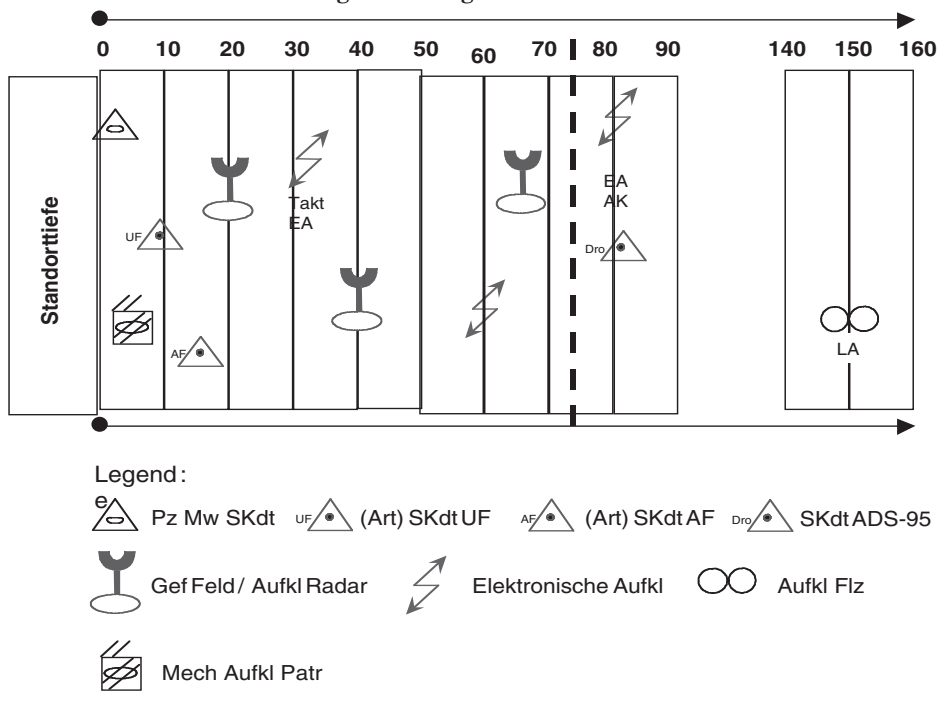 0 10 20 30 40 50 60 70 80 90 140 150 160
Standorttiefe
Takt
EA
EA
AK
UF
Dro
AF
LA
Legend:
e
Pz Mw SKdt
UF
(Art) SKdt UF
AF
(Art) SKdt AF
Dro
SKdt ADS-95
Gef Feld / Aufkl Radar
Elektronische Aufkl
Aufkl Flz
Mech Aufkl Patr